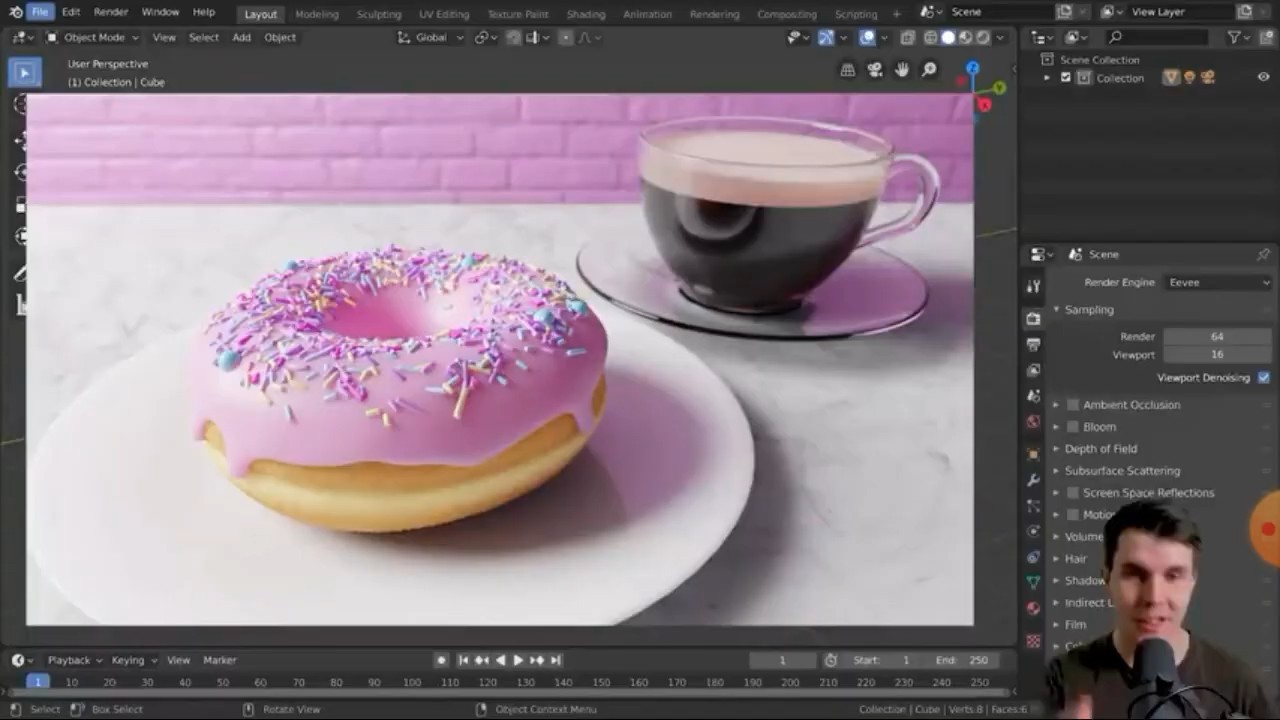 File Edit Render Window Help Layout Modeling Sculpting UV Editing Texture Paint Shading Animation Rendering Compositing Scripting + Scene View Layer
Object Mode View Select Add Object Global
User Perspective
(1) Collection | Cube
Scene Collection
Collection
Scene
Render Engine Eevee
Sampling
Render 64
Viewport 16
Viewport Denoising
Ambient Occlusion
Bloom
Depth of Field
Subsurface Scattering
Screen Space Reflections
Volume
Hair
Film
Playback Keying View Marker 1 Start: 1 End: 250
1 10 20 30 40 50 60 70 80 90 100 110 120 130 140 150 160 170 180 190 200 210 220 230 240 250
Select Box Select Rotate View Object Context Menu Collection | Cube | Verts:8 | Faces:6